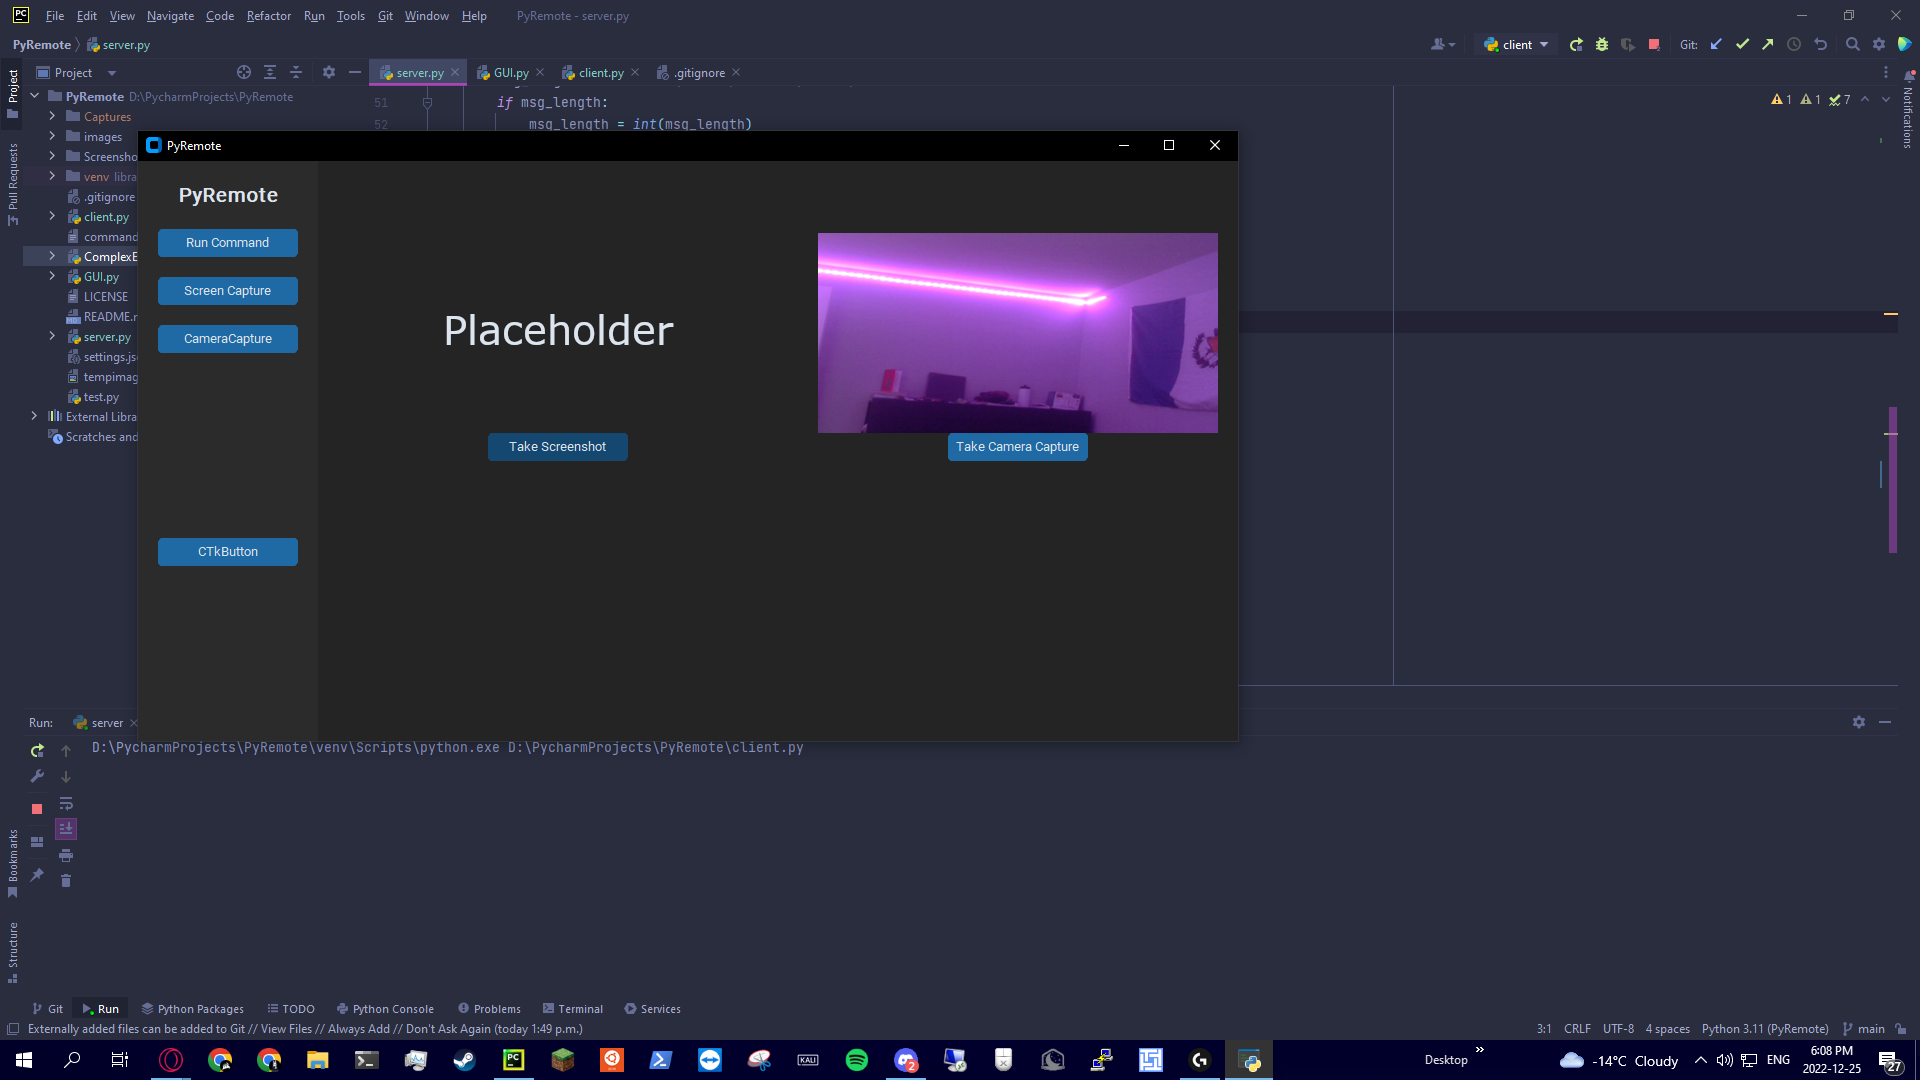 File Edit View Navigate Code Refactor Run Tools Git Window Help PyRemote - server.py
PyRemote server.py
client
Git:
Project
server.py GUI.py client.py .gitignore
PyRemote D:\PycharmProjects\PyRemote
Captures
images
Screensho
venv libra
.gitignore
client.py
command
ComplexE
GUI.py
LICENSE
README.r
server.py
settings.js
tempimag
test.py
External Libra
Scratches and
51 if msg_length:
52 msg_length = int(msg_length)
1 1 7
Project
Pull Requests
Bookmarks
Structure
Notifications
PyRemote
PyRemote
Run Command
Screen Capture
CameraCapture
CTkButton
Placeholder
Take Screenshot
Take Camera Capture
Run: server
D:\PycharmProjects\PyRemote\venv\Scripts\python.exe D:\PycharmProjects\PyRemote\client.py
Git Run Python Packages TODO Python Console Problems Terminal Services
Externally added files can be added to Git // View Files // Always Add // Don't Ask Again (today 1:49 p.m.)
3:1 CRLF UTF-8 4 spaces Python 3.11 (PyRemote) main
PC
KALI
2
Desktop
-14°C Cloudy
ENG
6:08 PM
2022-12-25
27